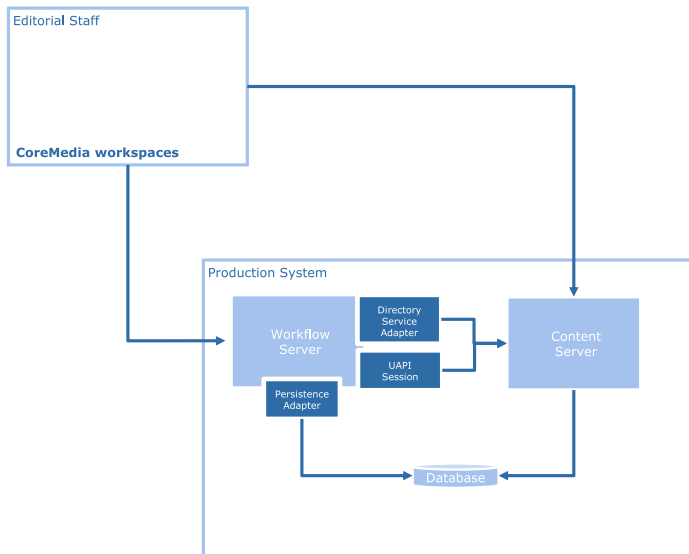 Editorial Staff
CoreMedia workspaces
Production System
Workflow
Server
Directory
Service
Adapter
UAPI
Session
Persistence
Adapter
Content
Server
Database